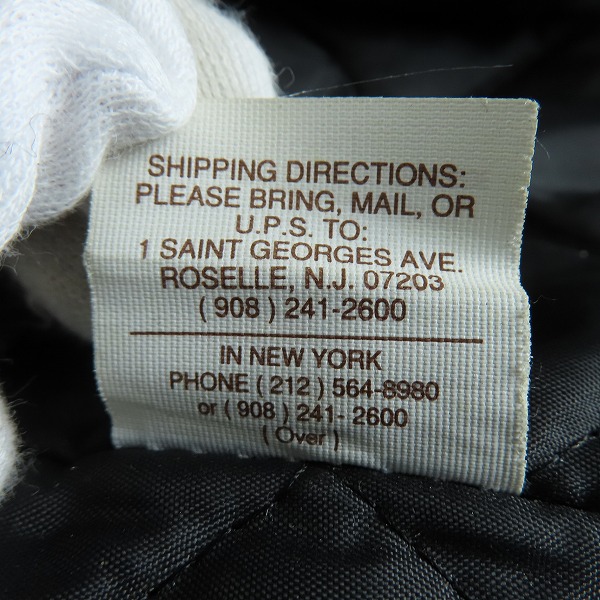 SHIPPING DIRECTIONS:
PLEASE BRING, MAIL, OR
U.P.S. TO:
1 SAINT GEORGES AVE.
ROSELLE, N.J. 07203
( 908 ) 241-2600
IN NEW YORK
PHONE ( 212 ) 564-8980
or ( 908 ) 241- 2600
( Over )